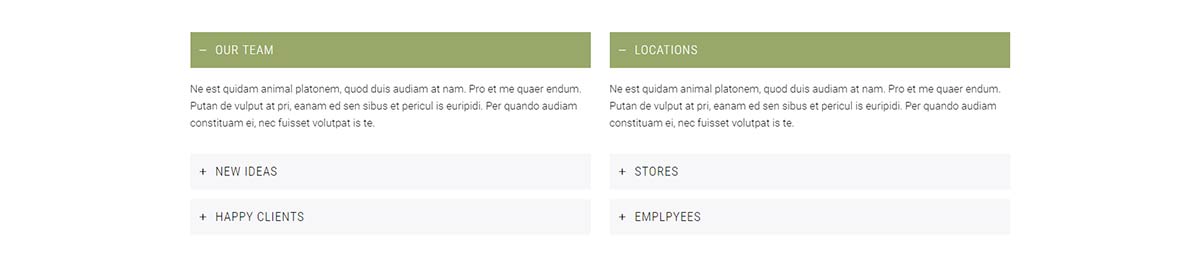 — OUR TEAM
Ne est quidam animal platonem, quod duis audiam at nam. Pro et me quaer endum.
Putan de vulput at pri, eanam ed sen sibus et pericul is euripidi. Per quando audiam
constituam ei, nec fuisset volutpat is te.
+ NEW IDEAS
+ HAPPY CLIENTS
— LOCATIONS
Ne est quidam animal platonem, quod duis audiam at nam. Pro et me quaer endum.
Putan de vulput at pri, eanam ed sen sibus et pericul is euripidi. Per quando audiam
constituam ei, nec fuisset volutpat is te.
+ STORES
+ EMPLPYEES